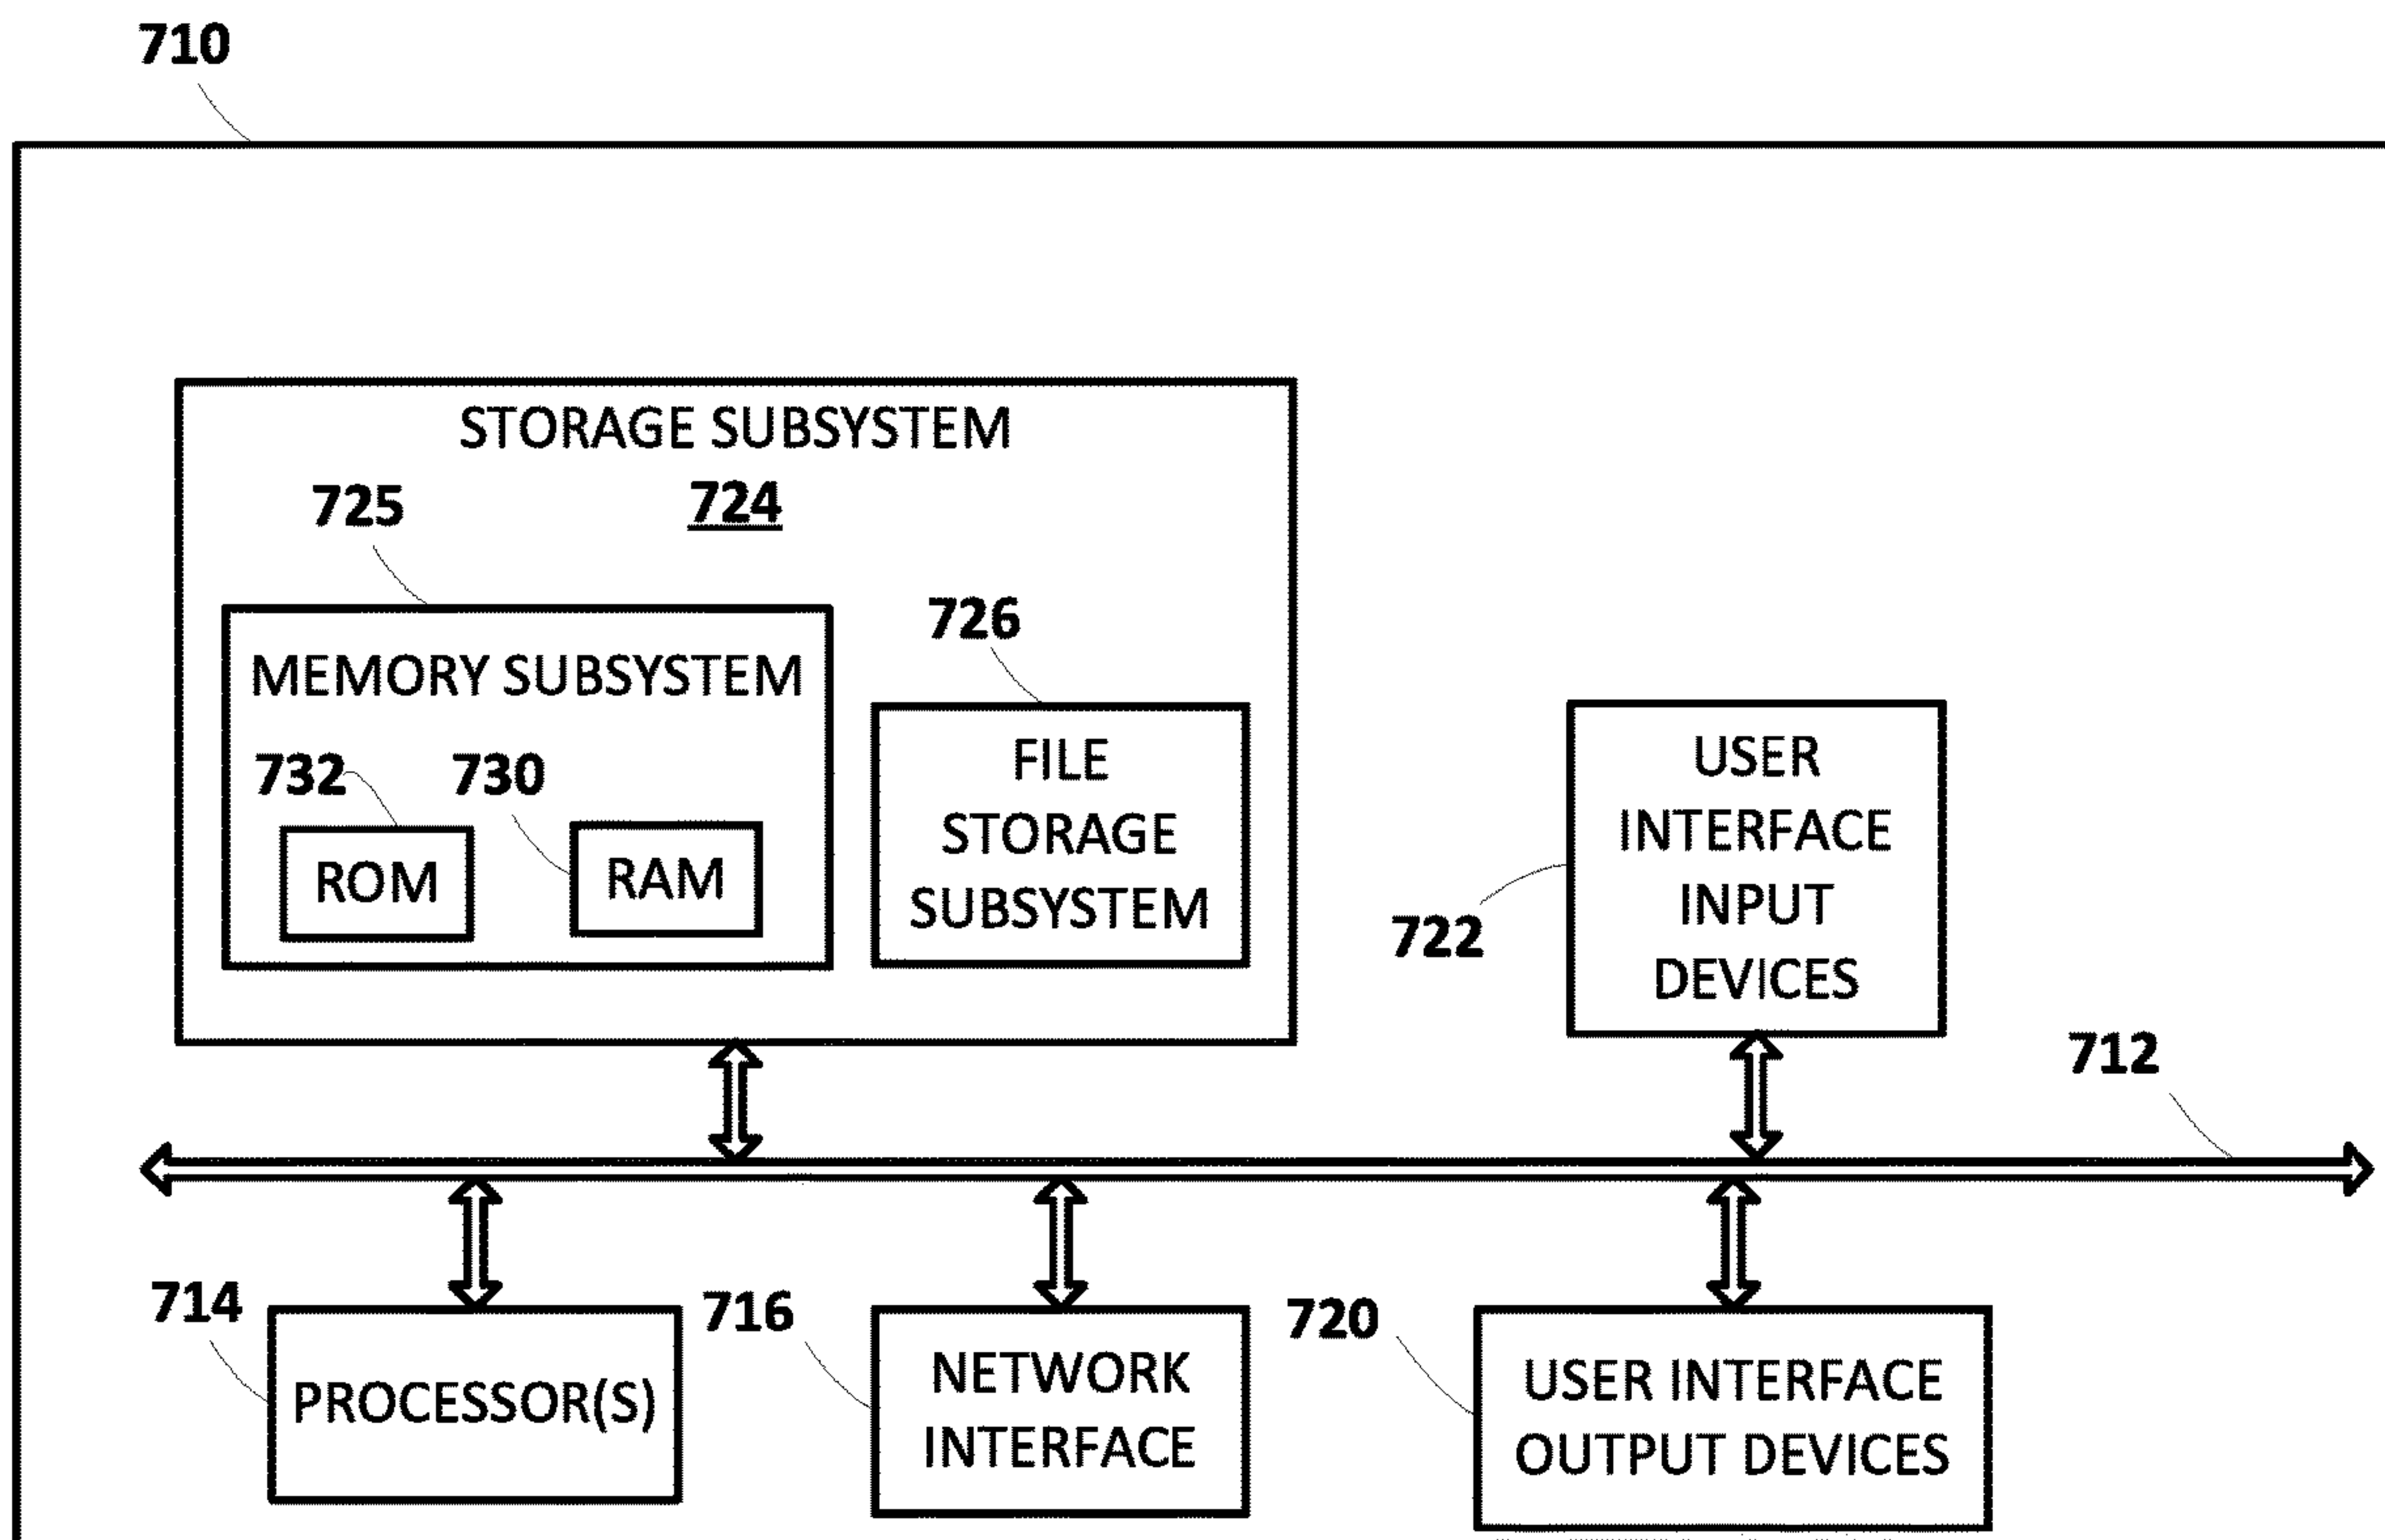 710
STORAGE SUBSYSTEM
724
725
MEMORY SUBSYSTEM
732
730
ROM
RAM
726
FILE
STORAGE
SUBSYSTEM
USER
INTERFACE
INPUT
DEVICES
722
712
714
PROCESSOR(S)
716
NETWORK
INTERFACE
720
USER INTERFACE
OUTPUT DEVICES